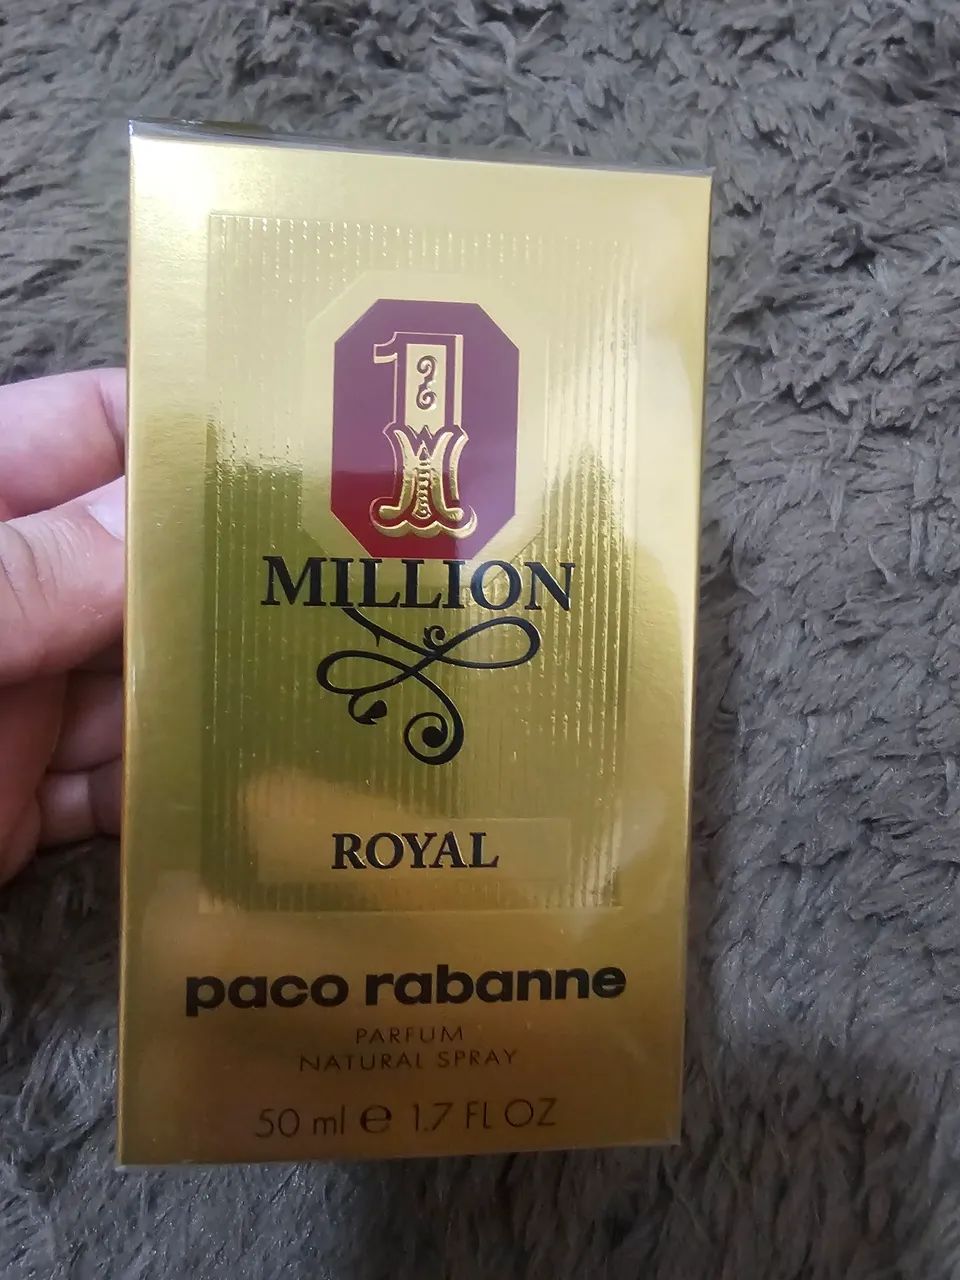 1
MILLION
ROYAL
paco rabanne
PARFUM
NATURAL SPRAY
50 ml ℮ 1.7 FL OZ